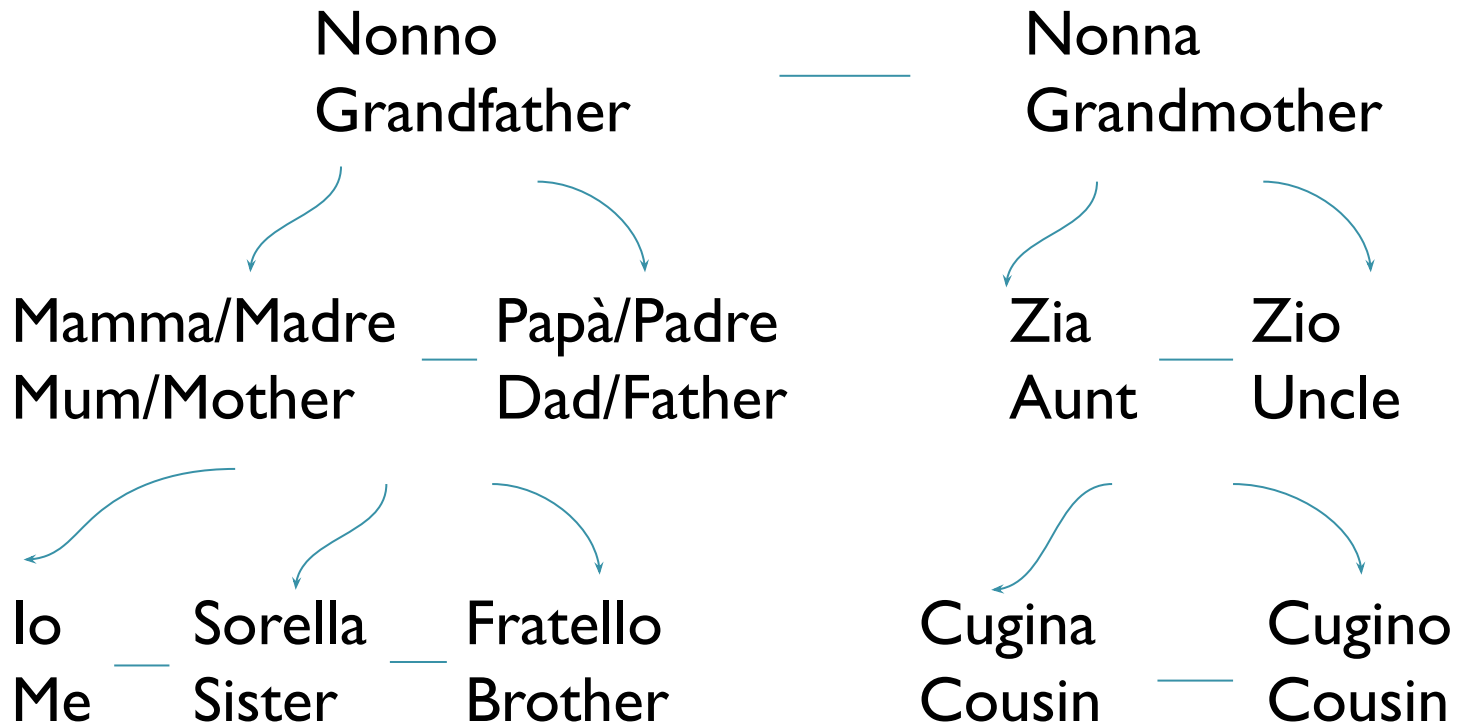 Nonno
Grandfather
Nonna
Grandmother
Mamma/Madre
Mum/Mother
Papà/Padre
Dad/Father
Zia
Aunt
Zio
Uncle
Io
Me
Sorella
Sister
Fratello
Brother
Cugina
Cousin
Cugino
Cousin